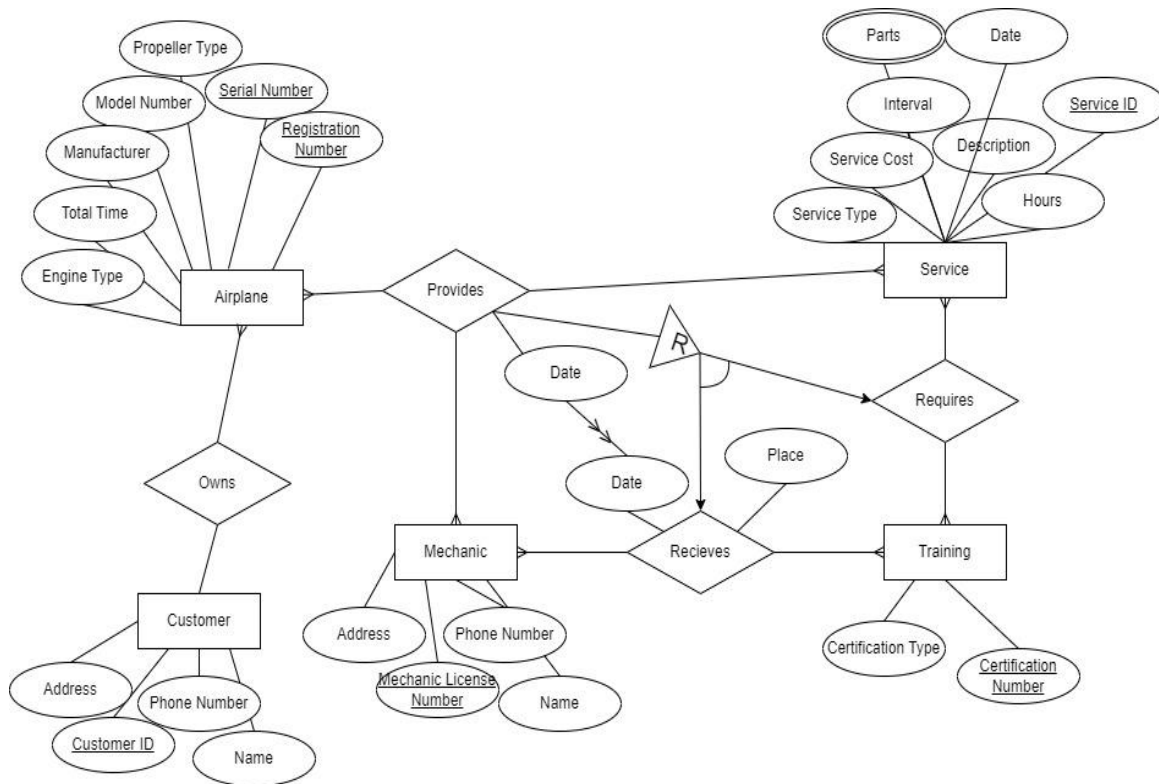 Propeller Type
Parts
Date
Serial Number
Model Number
Interval
Service ID
Registration
Number
Manufacturer
Service Cost
Description
Total Time
Service Type
Hours
Engine Type
Airplane
Provides
Service
R
Date
Requires
Place
Owns
Date
Mechanic
Recieves
Training
Customer
Address
Phone Number
Certification Type
Mechanic License
Number
Certification
Number
Address
Phone Number
Name
Customer ID
Name